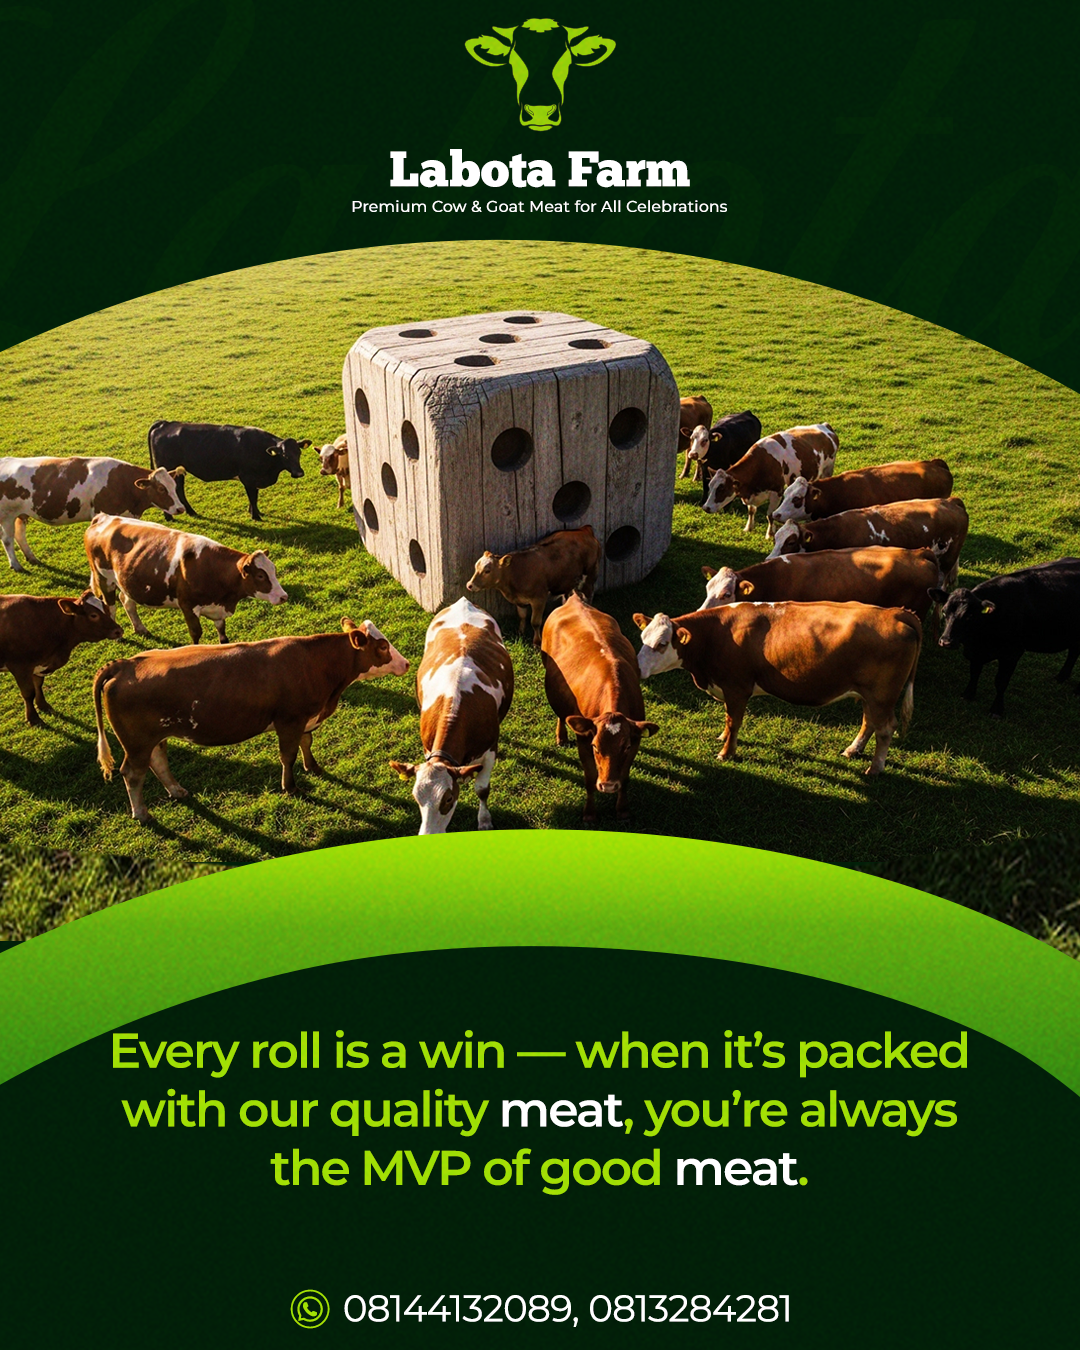 Labota Farm
Premium Cow & Goat Meat for All Celebrations
Every roll is a win — when it’s packed
with our quality meat, you’re always
the MVP of good meat.
08144132089, 0813284281